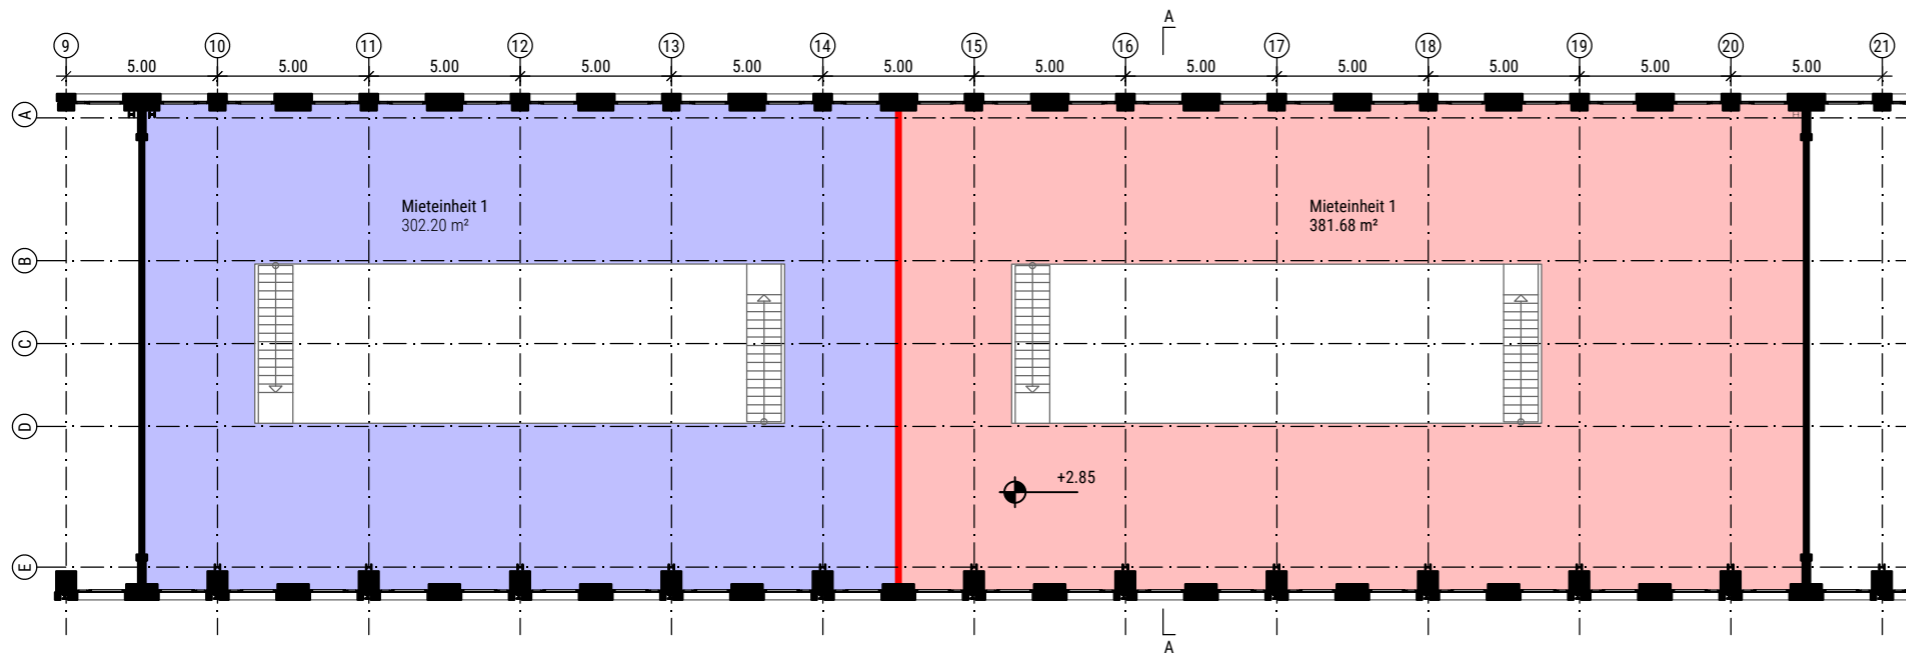 A
9 10 11 12 13 14 15 16 17 18 19 20 21
5.00 5.00 5.00 5.00 5.00 5.00 5.00 5.00 5.00 5.00 5.00 5.00
A
Mieteinheit 1 Mieteinheit 1
302.20 m² 381.68 m²
B
C
D
+2.85
E
A